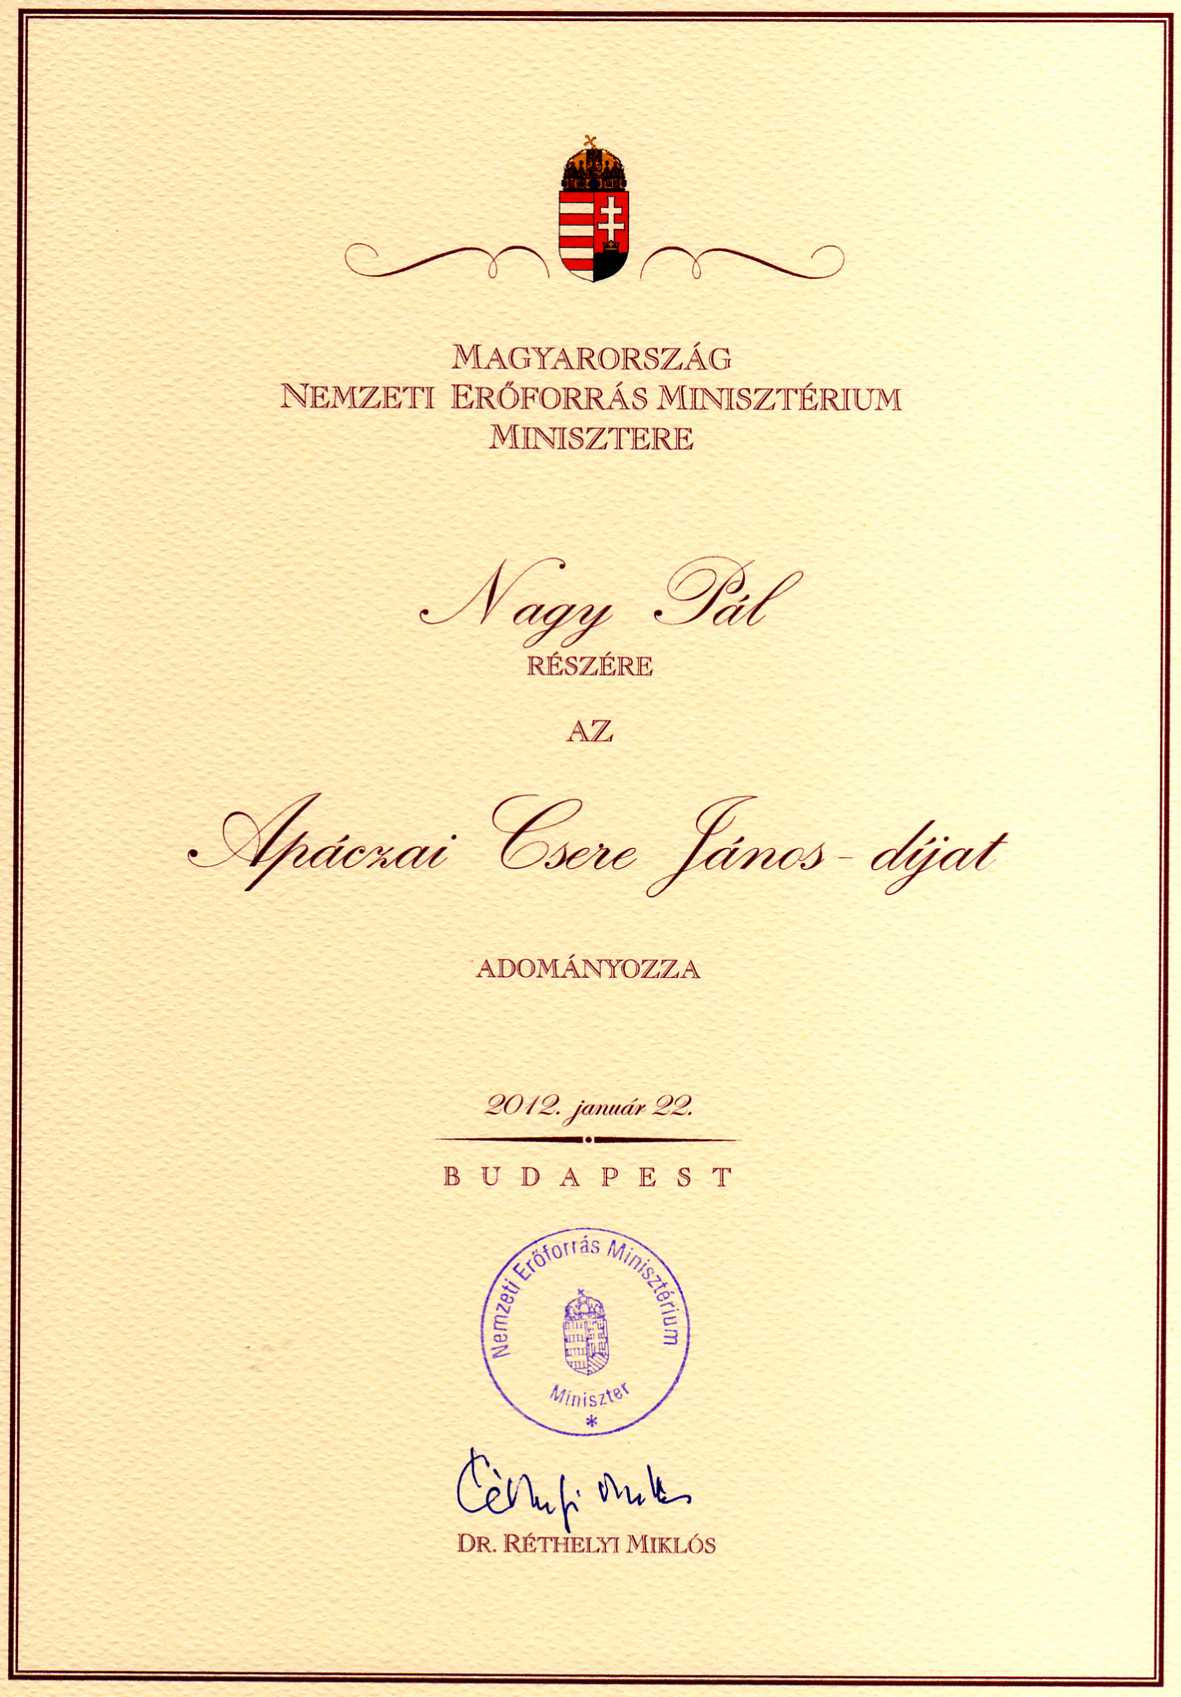 MAGYARORSZÁG
NEMZETI ERŐFORRÁS MINISZTÉRIUM
MINISZTERE
Nagy Pál
RÉSZÉRE
AZ
Apáczai Csere János - díjat
ADOMÁNYOZZA
2012. január 22.
BUDAPEST
Nemzeti Erőforrás Minisztérium
Miniszter
*
DR. RÉTHELYI MIKLÓS